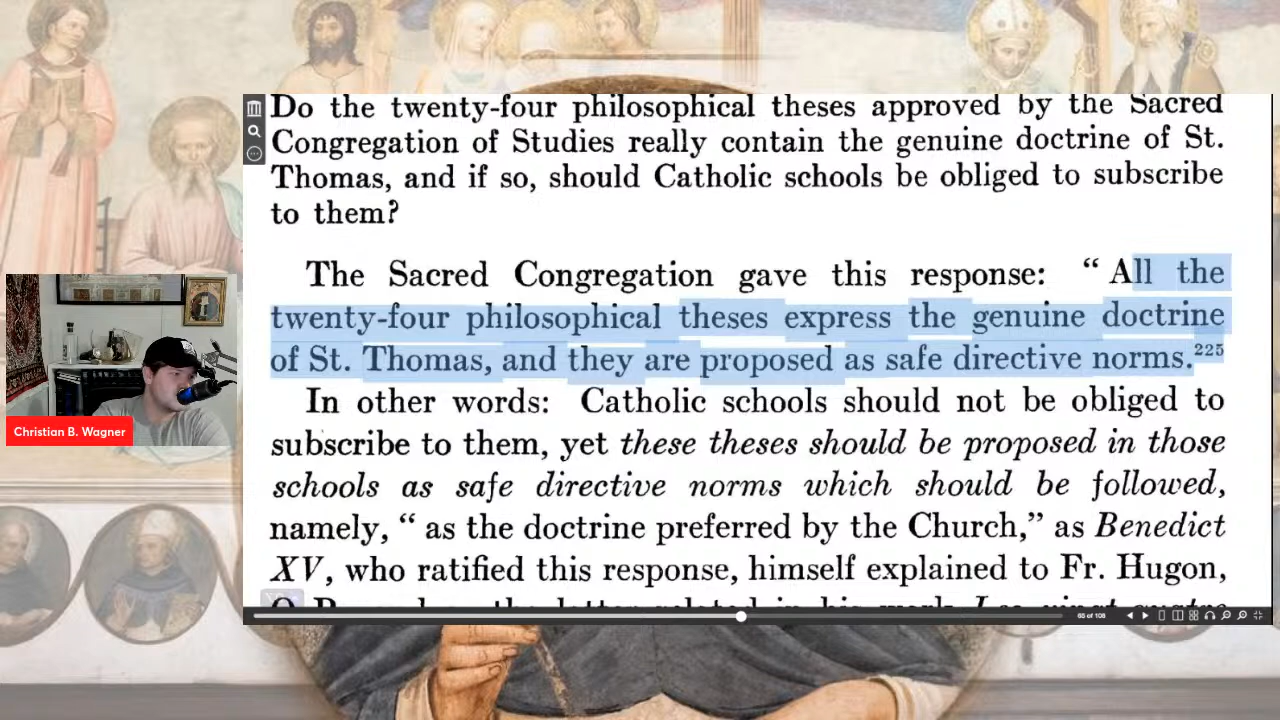 Do the twenty-four philosophical theses approved by the Sacred
Congregation of Studies really contain the genuine doctrine of St.
Thomas, and if so, should Catholic schools be obliged to subscribe
to them?
The Sacred Congregation gave this response: “ All the
twenty-four philosophical theses express the genuine doctrine
of St. Thomas, and they are proposed as safe directive norms.225
In other words: Catholic schools should not be obliged to
subscribe to them, yet these theses should be proposed in those
schools as safe directive norms which should be followed,
namely, “ as the doctrine preferred by the Church,” as Benedict
XV, who ratified this response, himself explained to Fr. Hugon,
Christian B. Wagner
of 108